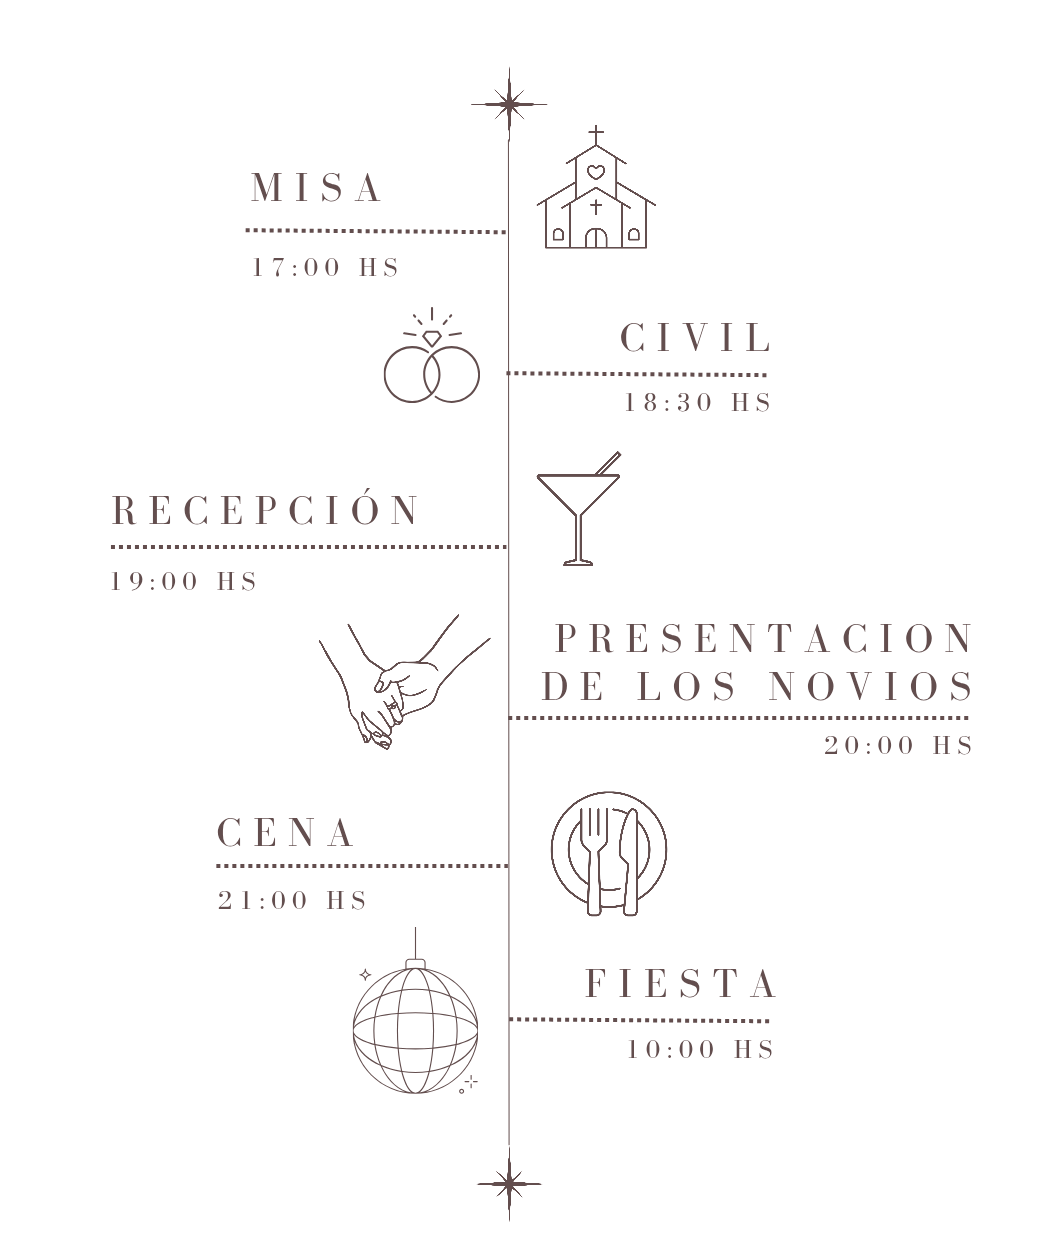 MISA
17:00 HS
CIVIL
18:30 HS
RECEPCIÓN
19:00 HS
PRESENTACION
DE LOS NOVIOS
20:00 HS
CENA
21:00 HS
FIESTA
10:00 HS